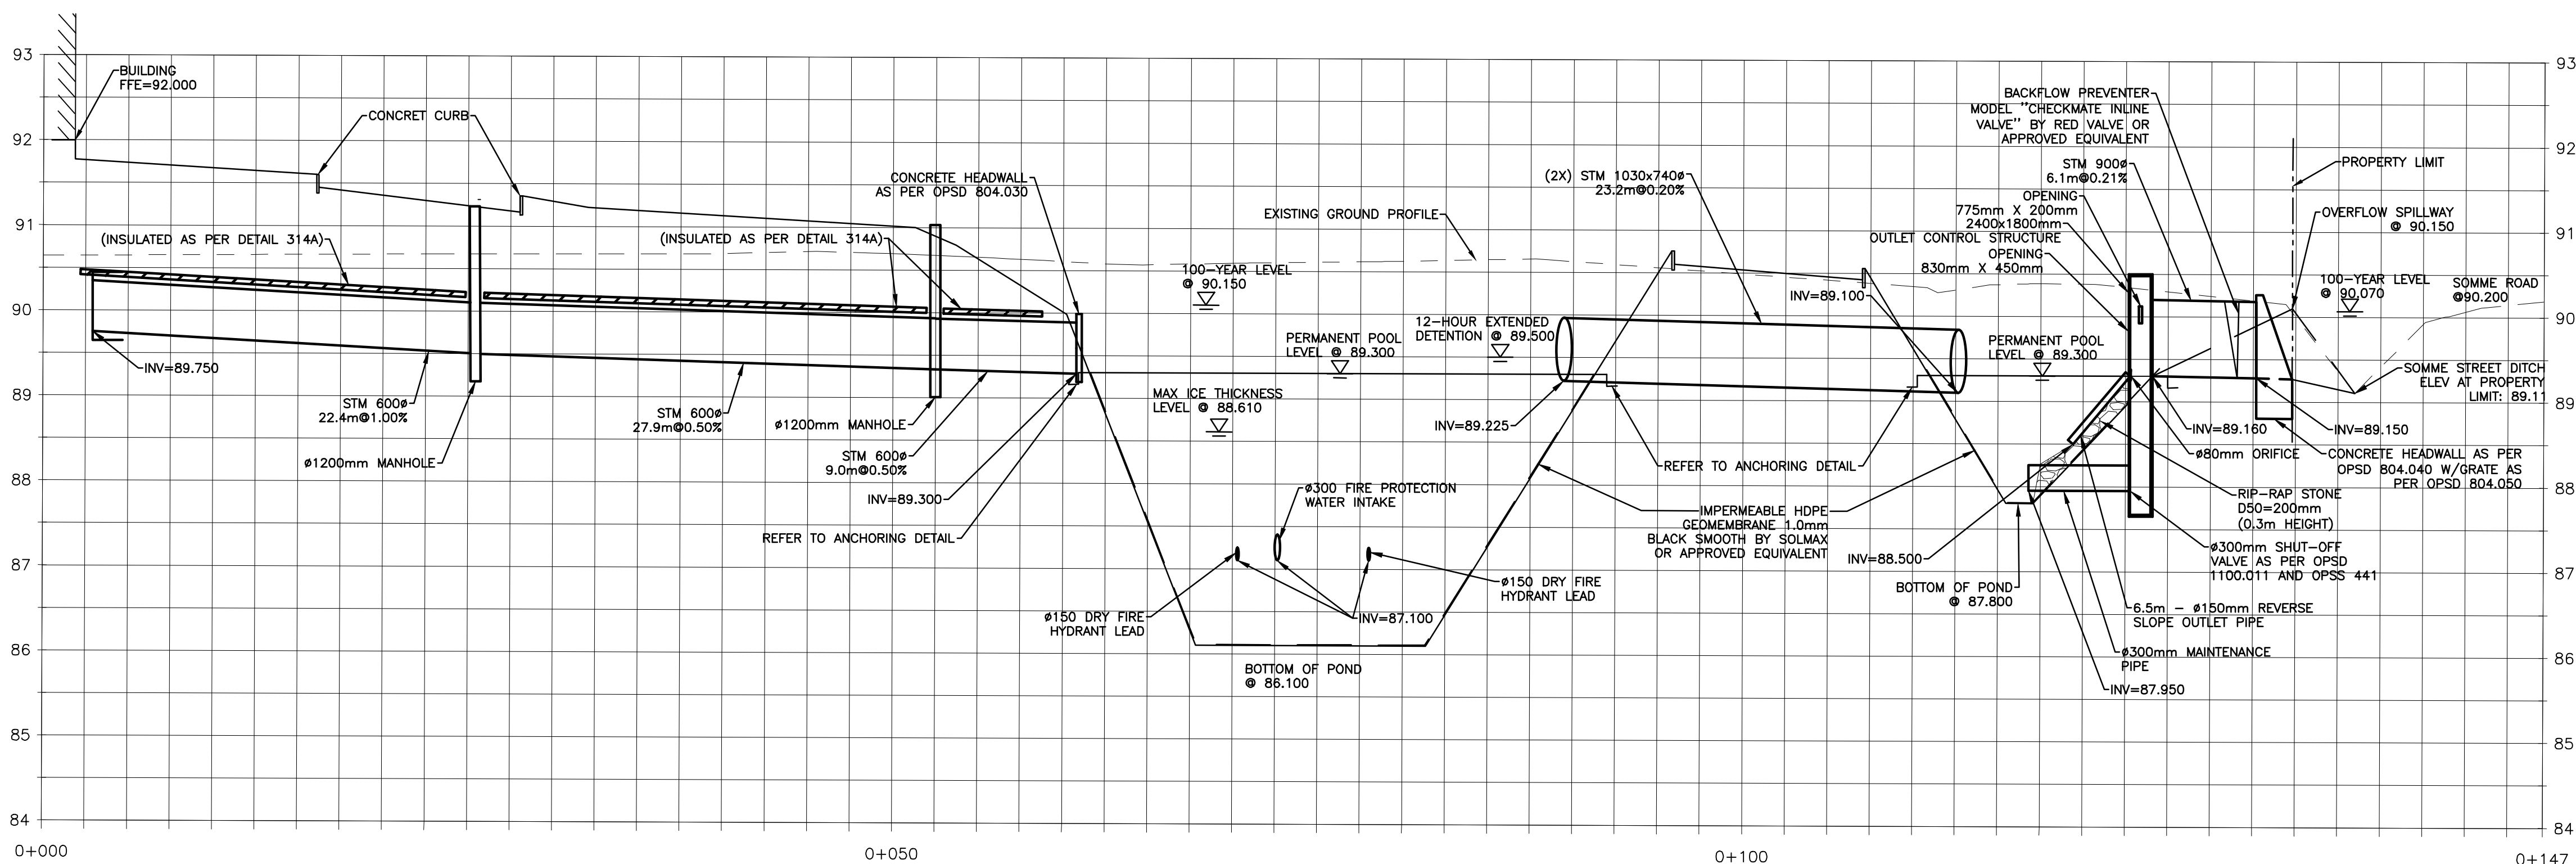 93
92
91
90
89
88
87
86
85
84
BUILDING
FFE=92.000
CONCRET CURB
(INSULATED AS PER DETAIL 314A)
(INSULATED AS PER DETAIL 314A)
INV=89.750
STM 600ø
22.4m@1.00%
ø1200mm MANHOLE
STM 600ø
27.9m@0.50%
ø1200mm MANHOLE
STM 600ø
9.0m@0.50%
INV=89.300
REFER TO ANCHORING DETAIL
CONCRETE HEADWALL
AS PER OPSD 804.030
EXISTING GROUND PROFILE
100-YEAR LEVEL
@ 90.150
PERMANENT POOL
LEVEL @ 89.300
MAX ICE THICKNESS
LEVEL @ 88.610
12-HOUR EXTENDED
DETENTION @ 89.500
ø300 FIRE PROTECTION
WATER INTAKE
ø150 DRY FIRE
HYDRANT LEAD
INV=87.100
ø150 DRY FIRE
HYDRANT LEAD
BOTTOM OF POND
@ 86.100
(2X) STM 1030x740ø
23.2m@0.20%
INV=89.225
INV=89.100
REFER TO ANCHORING DETAIL
IMPERMEABLE HDPE
GEOMEMBRANE 1.0mm
BLACK SMOOTH BY SOLMAX
OR APPROVED EQUIVALENT
PERMANENT POOL
LEVEL @ 89.300
BACKFLOW PREVENTER
MODEL "CHECKMATE INLINE
VALVE" BY RED VALVE OR
APPROVED EQUIVALENT
STM 900ø
6.1m@0.21%
OPENING
775mm X 200mm
2400x1800mm
OUTLET CONTROL STRUCTURE
OPENING
830mm X 450mm
PROPERTY LIMIT
OVERFLOW SPILLWAY
@ 90.150
100-YEAR LEVEL
@ 90.070
SOMME ROAD
@90.200
SOMME STREET DITCH
ELEV AT PROPERTY
LIMIT: 89.11
INV=89.160
INV=89.150
ø80mm ORIFICE
CONCRETE HEADWALL AS PER
OPSD 804.040 W/GRATE AS
PER OPSD 804.050
RIP-RAP STONE
D50=200mm
(0.3m HEIGHT)
ø300mm SHUT-OFF
VALVE AS PER OPSD
1100.011 AND OPSS 441
INV=88.500
BOTTOM OF POND
@ 87.800
6.5m - ø150mm REVERSE
SLOPE OUTLET PIPE
ø300mm MAINTENANCE
PIPE
INV=87.950
93
92
91
90
89
88
87
86
85
84
0+000
0+050
0+100
0+147